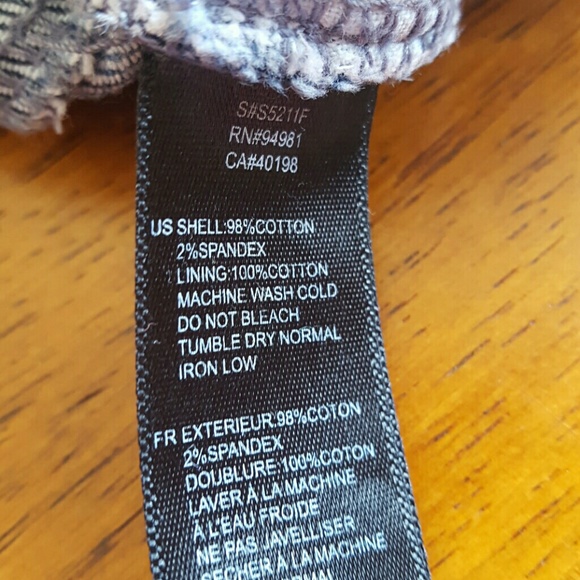 S#S5211F
RN#94981
CA#40198
US SHELL:98%COTTON
2%SPANDEX
LINING:100%COTTON
MACHINE WASH COLD
DO NOT BLEACH
TUMBLE DRY NORMAL
IRON LOW
FR EXTERIEUR:98%COTON
2%SPANDEX
DOUBLURE:100%COTON
LAVER À LA MACHINE
À L'EAU FROIDE
NE PAS JAVELLISER
SÉCHER À LA MACHINE
NORMAL